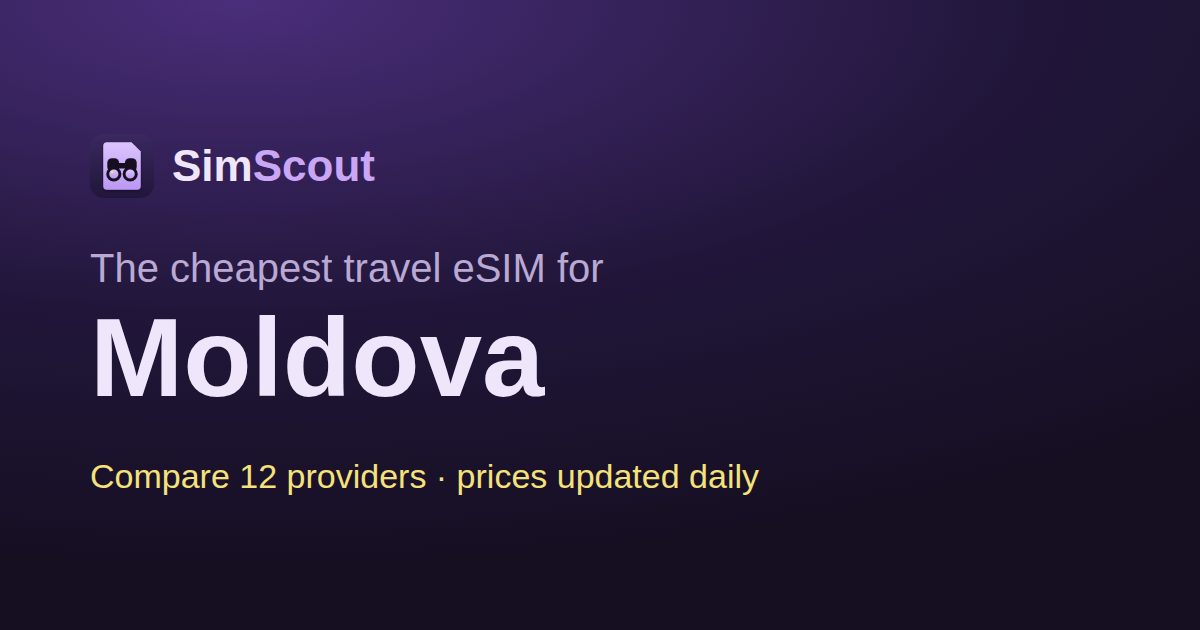 SimScout
The cheapest travel eSIM for
Moldova
Compare 12 providers · prices updated daily